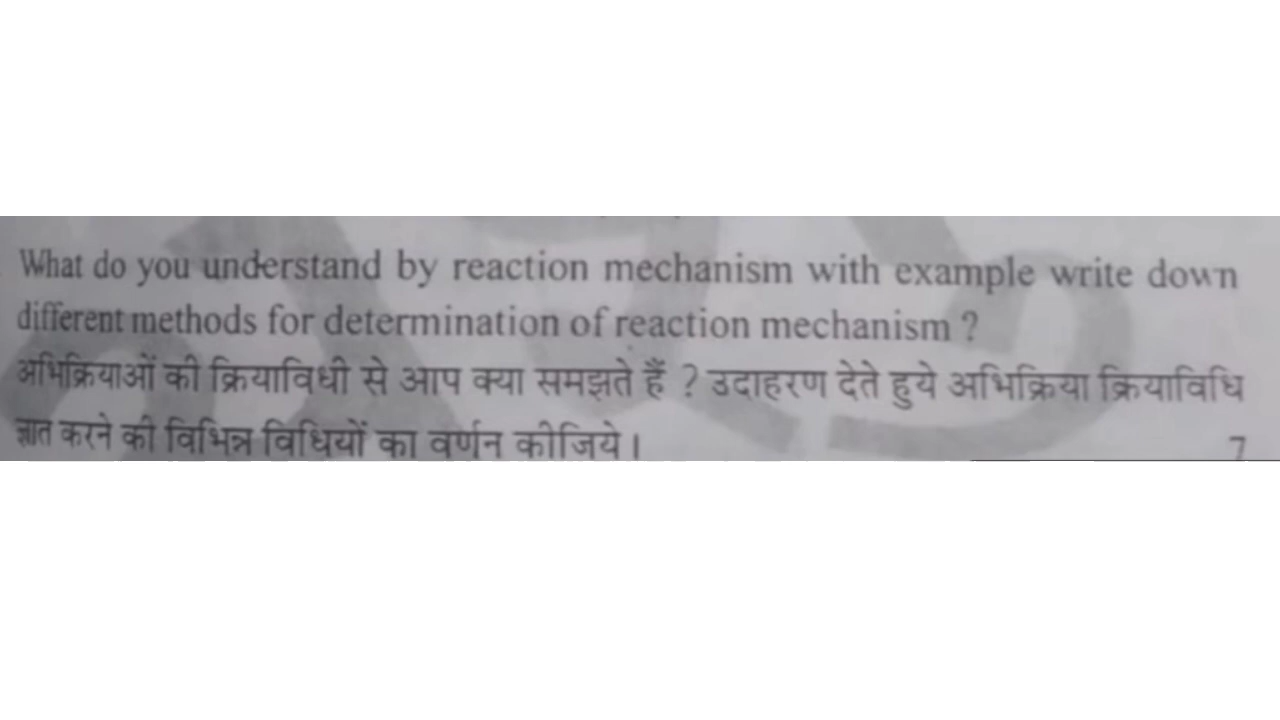 What do you understand by reaction mechanism with example write down
different methods for determination of reaction mechanism ?
अभिक्रियाओं की क्रियाविधी से आप क्या समझते हैं ? उदाहरण देते हुये अभिक्रिया क्रियाविधि
ज्ञात करने की विभिन्न विधियों का वर्णन कीजिये। 7